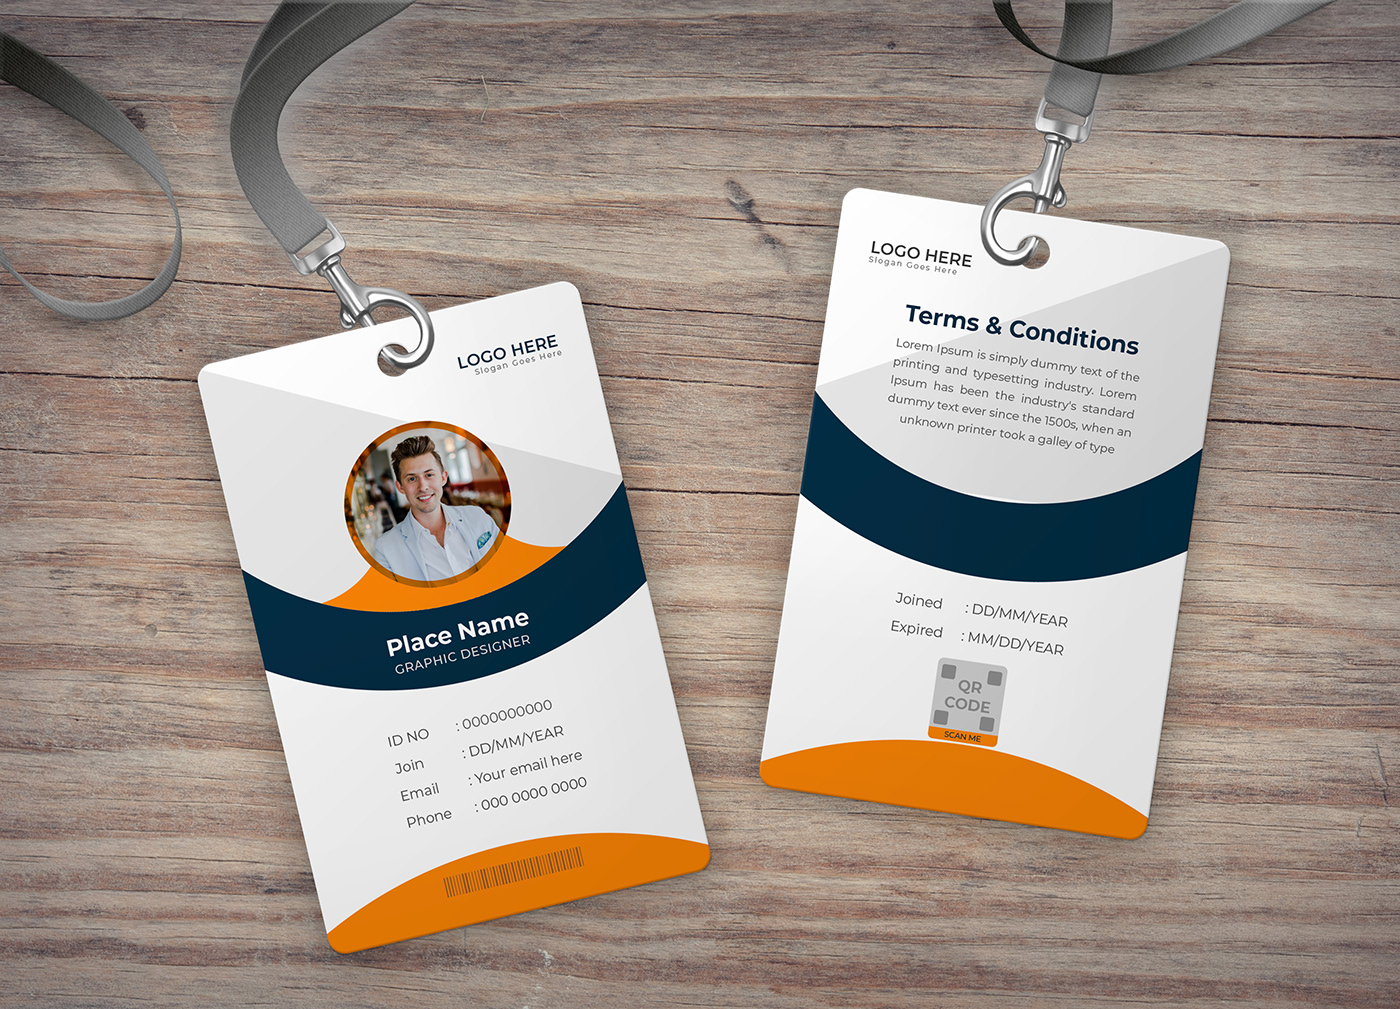 LOGO HERE
Slogan Goes Here
Place Name
GRAPHIC DESIGNER
ID NO : 0000000000
Join : DD/MM/YEAR
Email : Your email here
Phone : 000 0000 0000
LOGO HERE
Slogan Goes Here
Terms & Conditions
Lorem Ipsum is simply dummy text of the
printing and typesetting industry. Lorem
Ipsum has been the industry's standard
dummy text ever since the 1500s, when an
unknown printer took a galley of type
Joined : DD/MM/YEAR
Expired : MM/DD/YEAR
QR
CODE
SCAN ME